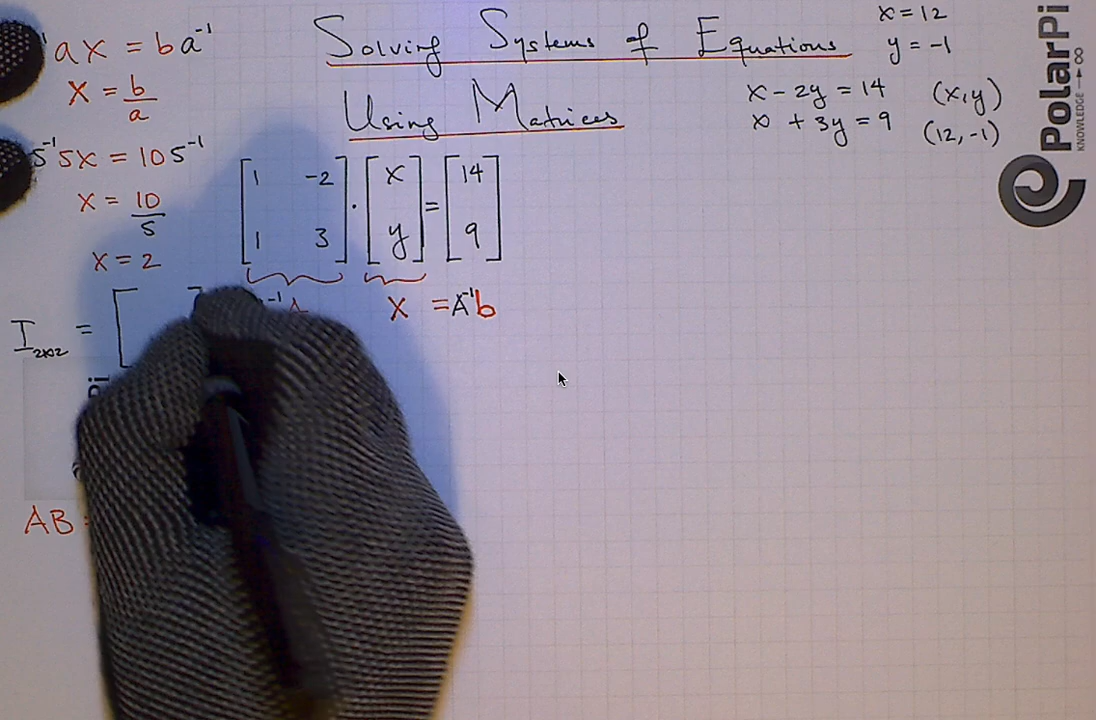 ax = ba⁻¹
x = b/a
5⁻¹5x = 10 5⁻¹
x = 10/5
x = 2
Solving Systems of Equations
Using Matrices
x = 12
y = -1
x - 2y = 14 (x,y)
x + 3y = 9 (12,-1)
[1 -2] · [x] = [14]
[1 3] [y] [9]
x = A⁻¹b
I₂ₓ₂ = [
AB
PolarPi
KNOWLEDGE → ∞